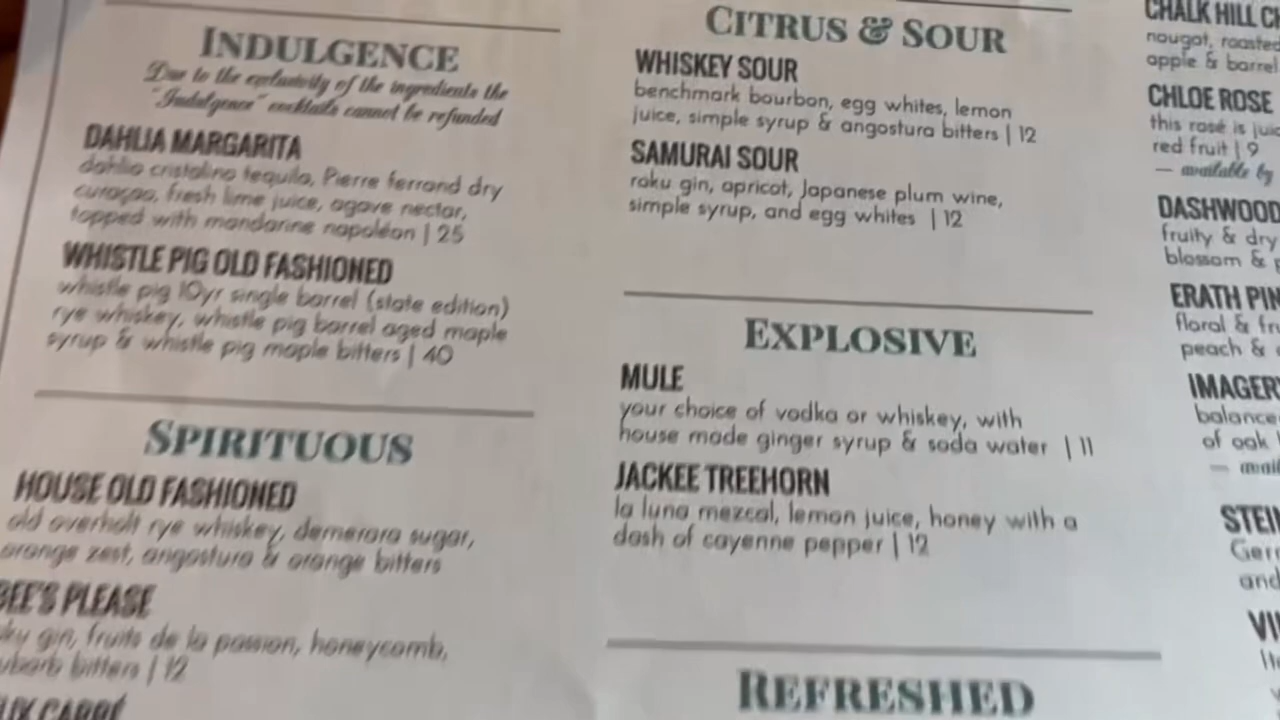 INDULGENCE
Due to the exclusivity of the ingredients the
"Indulgence" cocktails cannot be refunded
DAHLIA MARGARITA
dahlia cristalino tequila, Pierre ferrand dry
curaçao, fresh lime juice, agave nectar,
topped with mandarine napoléon | 25
WHISTLE PIG OLD FASHIONED
whistle pig 10yr single barrel (state edition)
rye whiskey, whistle pig barrel aged maple
syrup & whistle pig maple bitters | 40
SPIRITUOUS
HOUSE OLD FASHIONED
old overholt rye whiskey, demerara sugar,
orange zest, angostura & orange bitters
BEE'S PLEASE
gin, fruits de la passion, honeycomb,
bitters | 12
CARRÉ
CITRUS & SOUR
WHISKEY SOUR
benchmark bourbon, egg whites, lemon
juice, simple syrup & angostura bitters | 12
SAMURAI SOUR
roku gin, apricot, Japanese plum wine,
simple syrup, and egg whites | 12
EXPLOSIVE
MULE
your choice of vodka or whiskey, with
house made ginger syrup & soda water | 11
JACKEE TREEHORN
la luna mezcal, lemon juice, honey with a
dash of cayenne pepper | 12
REFRESHED
CHALK HILL
nougat, roasted
apple & barrel
CHLOE ROSE
this rosé is
red fruit | 9
— available by
DASHWOOD
fruity & dry
blossom &
ERATH
floral &
peach &
balance
of oak
and